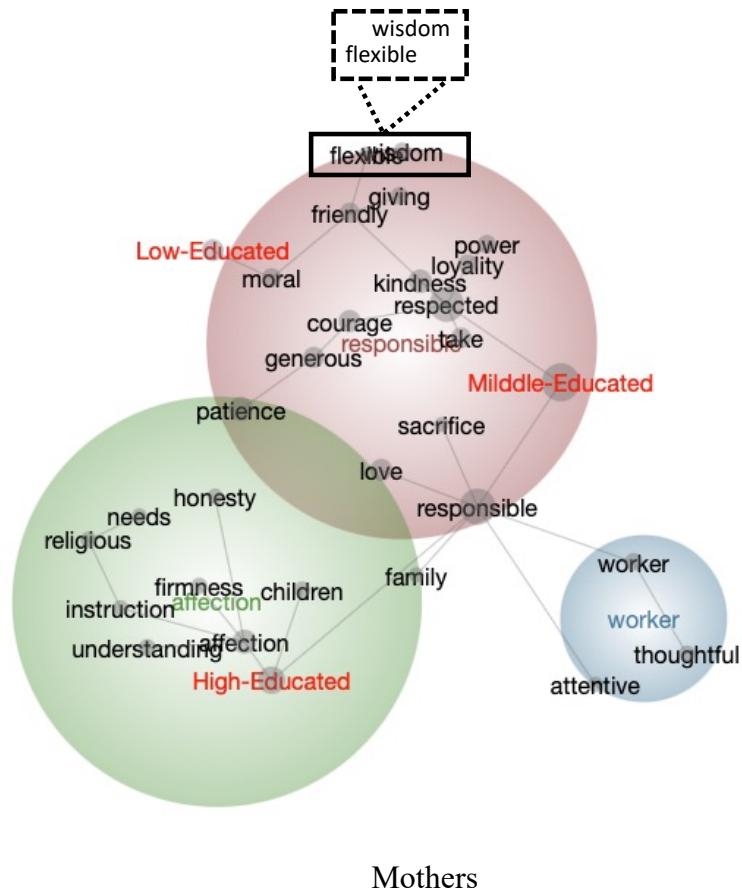 wisdom
flexible
flexible wisdom
giving
friendly
Low-Educated
power
loyality
moral
kindness
respected
courage
responsible
take
generous
Milddle-Educated
patience
sacrifice
love
honesty
responsible
needs
religious
worker
family
firmness
children
affection
instruction
worker
understanding
affection
thoughtful
High-Educated
attentive
Mothers